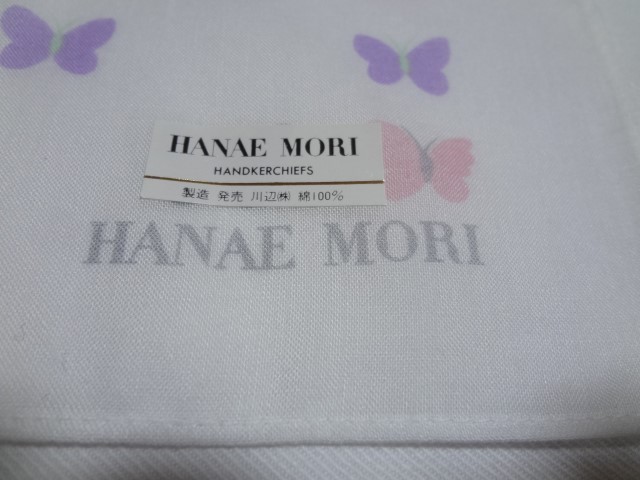 HANAE MORI
HANDKERCHIEFS
製造 発売 川辺㈱ 綿100%
HANAE MORI